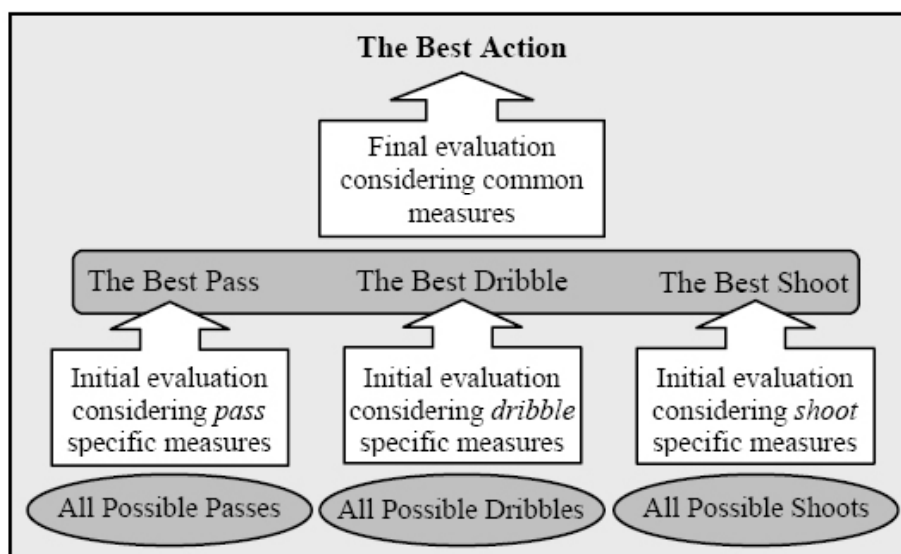 The Best Action
Final evaluation
considering common
measures
The Best Pass
The Best Dribble
The Best Shoot
Initial evaluation
considering pass
specific measures
Initial evaluation
considering dribble
specific measures
Initial evaluation
considering shoot
specific measures
All Possible Passes
All Possible Dribbles
All Possible Shoots